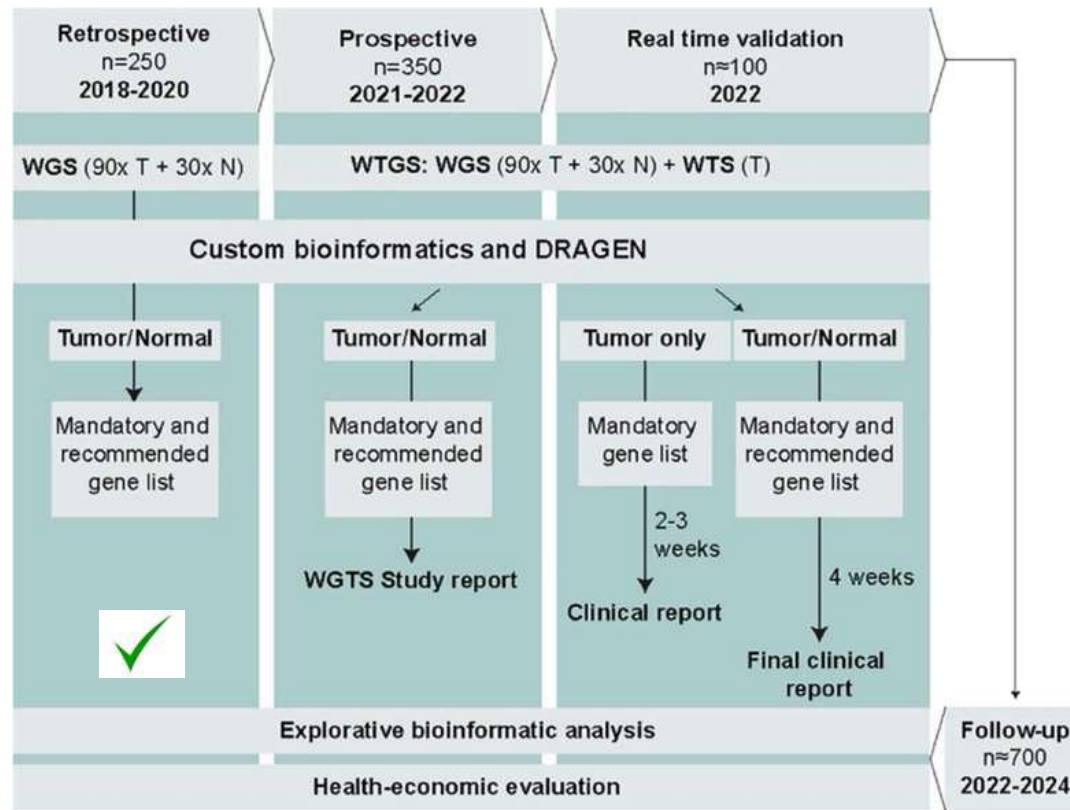 Retrospective
n=250
2018-2020
Prospective
n=350
2021-2022
Real time validation
n≈100
2022
WGS (90x T + 30x N)
WTGS: WGS (90x T + 30x N) + WTS (T)
Custom bioinformatics and DRAGEN
Tumor/Normal
Mandatory and
recommended
gene list
Tumor/Normal
Mandatory and
recommended
gene list
WGTS Study report
Tumor only
Mandatory
gene list
2-3
weeks
Clinical report
Tumor/Normal
Mandatory and
recommended
gene list
4 weeks
Final clinical
report
Explorative bioinformatic analysis
Health-economic evaluation
Follow-up
n≈700
2022-2024